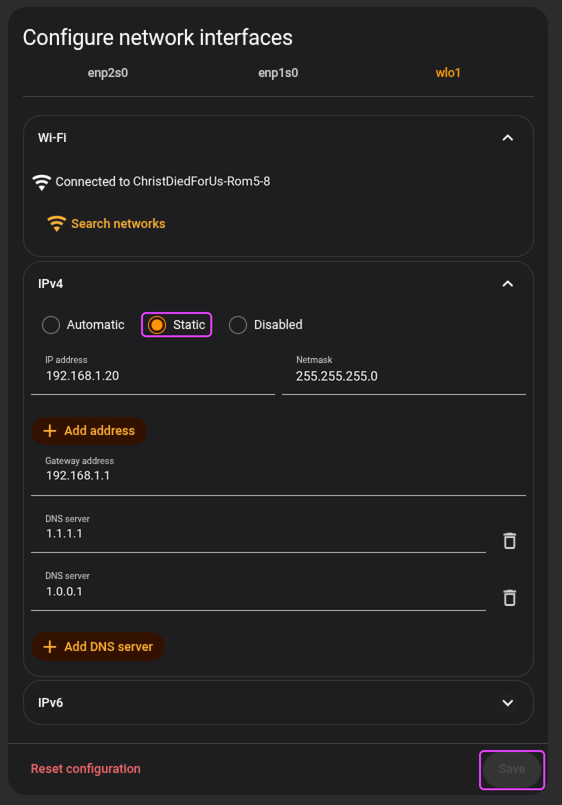 Configure network interfaces
enp2s0 enp1s0 wlo1
Wi-Fi
Connected to ChristDiedForUs-Rom5-8
Search networks
IPv4
Automatic Static Disabled
IP address Netmask
192.168.1.20 255.255.255.0
+ Add address
Gateway address
192.168.1.1
DNS server
1.1.1.1
DNS server
1.0.0.1
+ Add DNS server
IPv6
Reset configuration Save